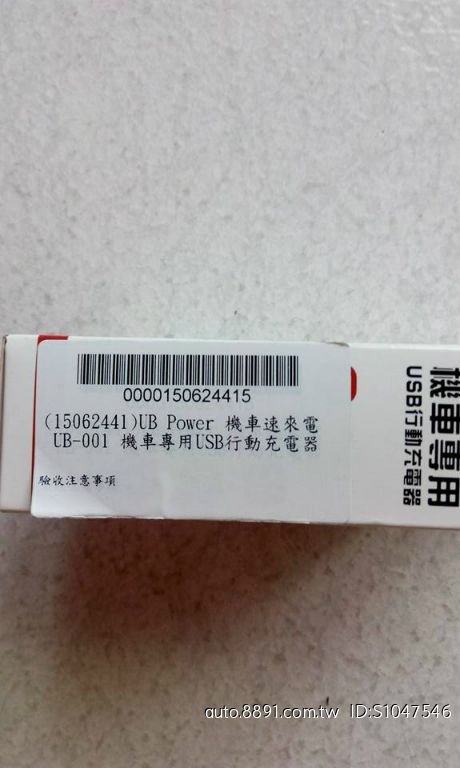 0000150624415
(15062441)UB Power 機車速來電
UB-001 機車專用USB行動充電器
驗收注意事項
機車專用
USB行動充電器
auto.8891.com.tw ID:S1047546